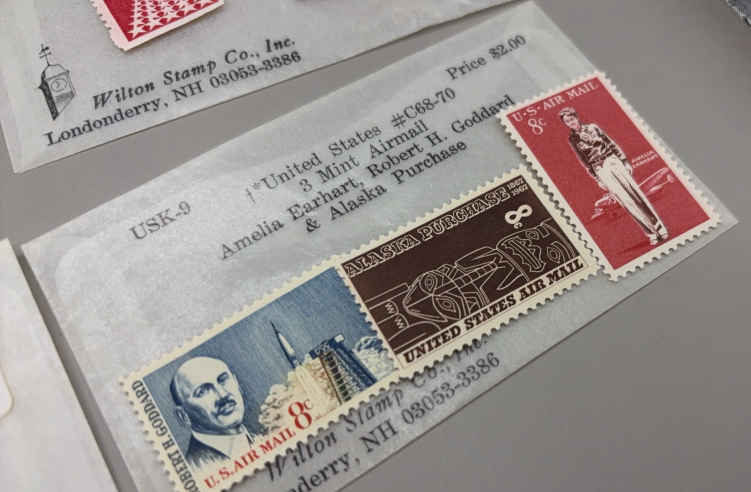 Wilton Stamp Co., Inc.
Londonderry, NH 03053-3386
Price $2.00
USK-9
†*United States #C68-70
3 Mint Airmail
Amelia Earhart, Robert H. Goddard
& Alaska Purchase
U·S·AIR MAIL
8c
AMELIA EARHART
ALASKA PURCHASE 1867 1967
8c
UNITED STATES AIR MAIL
ROBERT H. GODDARD
U.S. AIR MAIL 8c
Wilton Stamp Co., Inc.
nderry, NH 03053-3386